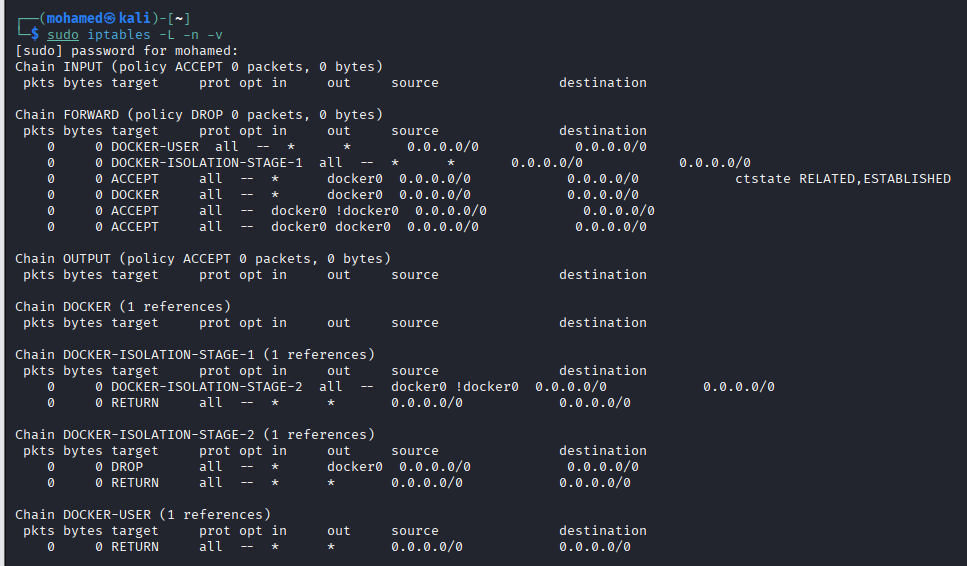 ┌──(mohamed㉿kali)-[~]
└─$ sudo iptables -L -n -v
[sudo] password for mohamed:
Chain INPUT (policy ACCEPT 0 packets, 0 bytes)
 pkts bytes target     prot opt in     out     source               destination

Chain FORWARD (policy DROP 0 packets, 0 bytes)
 pkts bytes target     prot opt in     out     source               destination
    0     0 DOCKER-USER  all  --  *      *       0.0.0.0/0            0.0.0.0/0
    0     0 DOCKER-ISOLATION-STAGE-1  all  --  *      *       0.0.0.0/0            0.0.0.0/0
    0     0 ACCEPT     all  --  *      docker0  0.0.0.0/0            0.0.0.0/0            ctstate RELATED,ESTABLISHED
    0     0 DOCKER     all  --  *      docker0  0.0.0.0/0            0.0.0.0/0
    0     0 ACCEPT     all  --  docker0 !docker0  0.0.0.0/0            0.0.0.0/0
    0     0 ACCEPT     all  --  docker0 docker0  0.0.0.0/0            0.0.0.0/0

Chain OUTPUT (policy ACCEPT 0 packets, 0 bytes)
 pkts bytes target     prot opt in     out     source               destination

Chain DOCKER (1 references)
 pkts bytes target     prot opt in     out     source               destination

Chain DOCKER-ISOLATION-STAGE-1 (1 references)
 pkts bytes target     prot opt in     out     source               destination
    0     0 DOCKER-ISOLATION-STAGE-2  all  --  docker0 !docker0  0.0.0.0/0            0.0.0.0/0
    0     0 RETURN     all  --  *      *       0.0.0.0/0            0.0.0.0/0

Chain DOCKER-ISOLATION-STAGE-2 (1 references)
 pkts bytes target     prot opt in     out     source               destination
    0     0 DROP       all  --  *      docker0  0.0.0.0/0            0.0.0.0/0
    0     0 RETURN     all  --  *      *       0.0.0.0/0            0.0.0.0/0

Chain DOCKER-USER (1 references)
 pkts bytes target     prot opt in     out     source               destination
    0     0 RETURN     all  --  *      *       0.0.0.0/0            0.0.0.0/0